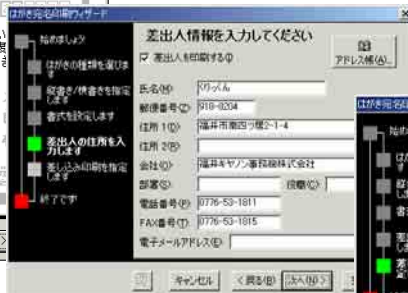 はがき宛名印刷ウィザード
始めましょう
はがきの種類を選びます
縦書き/横書きを指定します
書式を設定します
差出人の住所を入力します
差し込み印刷を指定します
終了です
差出人情報を入力してください
差出人を印刷する(I)
アドレス帳(A)...
氏名(H)
くりっくん
郵便番号(Z)
918-8204
住所 1(D)
福井市南四つ居2-1-4
住所 2(R)
会社(O)
福井キヤノン事務機株式会社
部署(S)
役職(C)
電話番号(P)
0776-53-1811
FAX番号(T)
0776-53-1815
電子メールアドレス(E)
キャンセル
< 戻る(B)
次へ(N) >
はがき宛名印